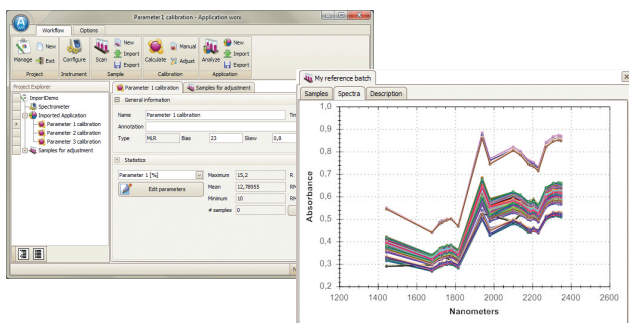 Parameter 1 calibration - Application worx
Workflow Options
New Manual New
Import Import
Manage Exit Configure Scan Export Calculate Adjust Analyze Export
Project Instrument Sample Calibration Application
Project Explorer
ImportDemo
Spectrometer
Imported Application
Parameter 1 calibration
Parameter 2 calibration
Parameter 3 calibration
Samples for adjustment
Parameter 1 calibration Samples for adjustment
General information
Name Parameter 1 calibration
Annotation
Type MLR Bias 23 Skew 0,8
Statistics
Parameter 1 [%] Maximum 15,2 R
Edit parameters Mean 12,78955
Minimum 10
# samples 0
My reference batch
Samples Spectra Description
1,0
0,9
0,8
0,7
0,6
0,5
0,4
0,3
0,2
Absorbance
1200 1400 1600 1800 2000 2200 2400 2600
Nanometers